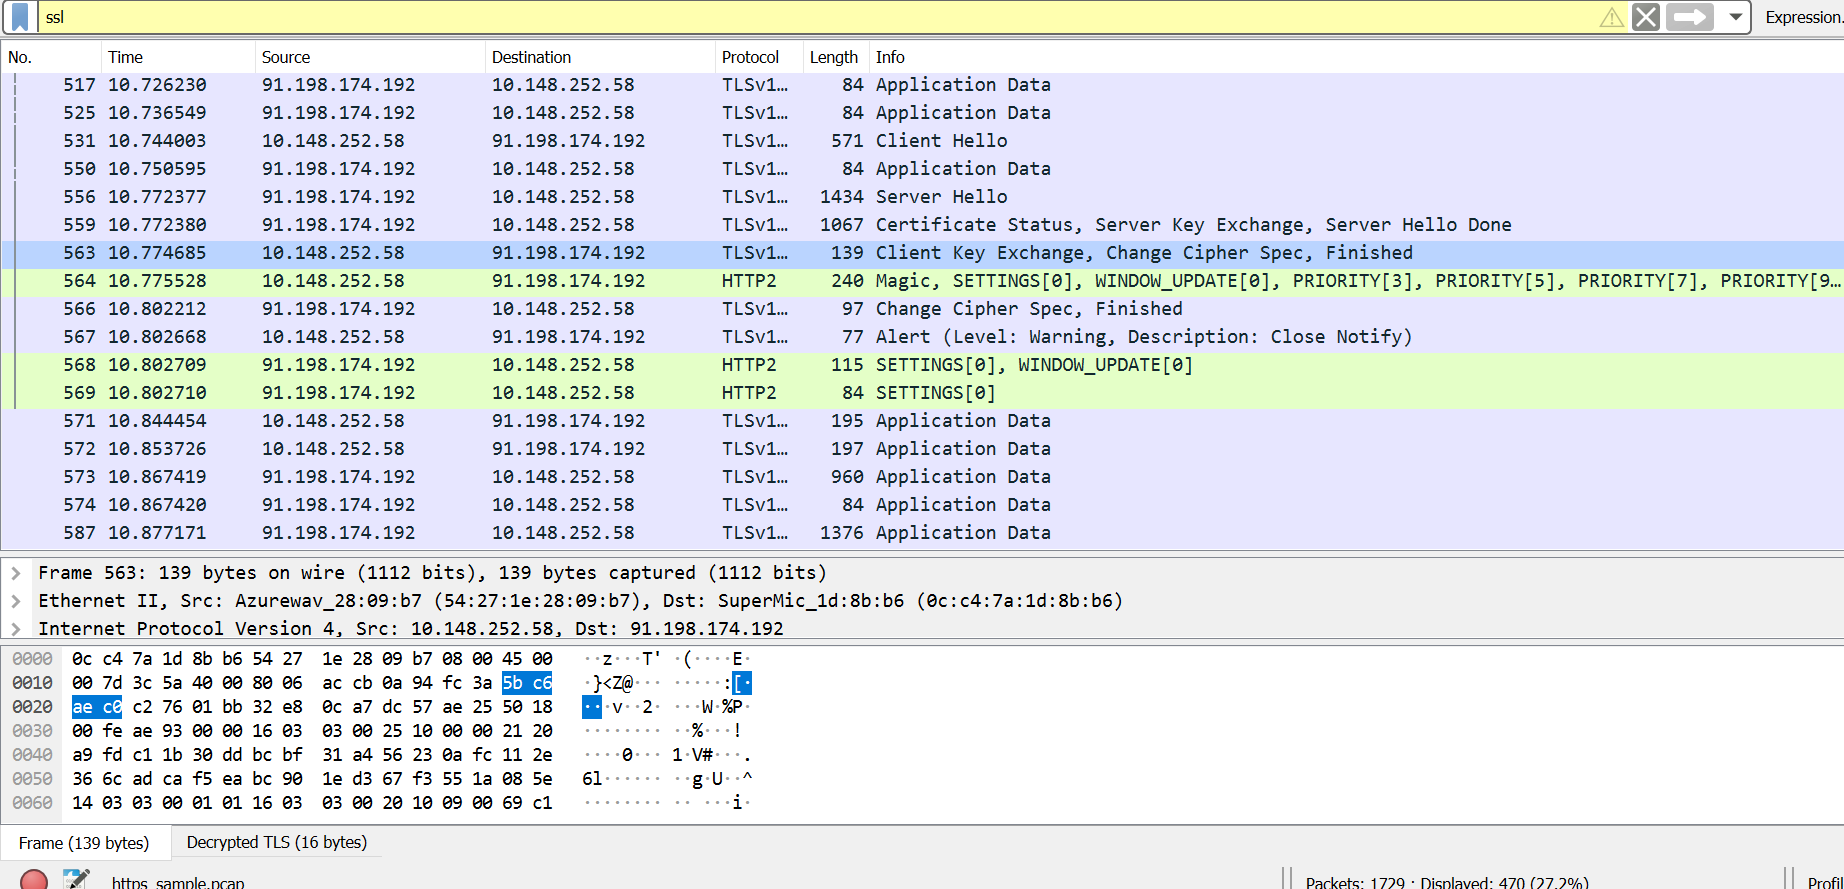 ssl Expression.
No. Time Source Destination Protocol Length Info
517 10.726230 91.198.174.192 10.148.252.58 TLSv1… 84 Application Data
525 10.736549 91.198.174.192 10.148.252.58 TLSv1… 84 Application Data
531 10.744003 10.148.252.58 91.198.174.192 TLSv1… 571 Client Hello
550 10.750595 91.198.174.192 10.148.252.58 TLSv1… 84 Application Data
556 10.772377 91.198.174.192 10.148.252.58 TLSv1… 1434 Server Hello
559 10.772380 91.198.174.192 10.148.252.58 TLSv1… 1067 Certificate Status, Server Key Exchange, Server Hello Done
563 10.774685 10.148.252.58 91.198.174.192 TLSv1… 139 Client Key Exchange, Change Cipher Spec, Finished
564 10.775528 10.148.252.58 91.198.174.192 HTTP2 240 Magic, SETTINGS[0], WINDOW_UPDATE[0], PRIORITY[3], PRIORITY[5], PRIORITY[7], PRIORITY[9…
566 10.802212 91.198.174.192 10.148.252.58 TLSv1… 97 Change Cipher Spec, Finished
567 10.802668 91.198.174.192 10.148.252.58 TLSv1… 77 Alert (Level: Warning, Description: Close Notify)
568 10.802709 91.198.174.192 10.148.252.58 HTTP2 115 SETTINGS[0], WINDOW_UPDATE[0]
569 10.802710 91.198.174.192 10.148.252.58 HTTP2 84 SETTINGS[0]
571 10.844454 10.148.252.58 91.198.174.192 TLSv1… 195 Application Data
572 10.853726 10.148.252.58 91.198.174.192 TLSv1… 197 Application Data
573 10.867419 91.198.174.192 10.148.252.58 TLSv1… 960 Application Data
574 10.867420 91.198.174.192 10.148.252.58 TLSv1… 84 Application Data
587 10.877171 91.198.174.192 10.148.252.58 TLSv1… 1376 Application Data
Frame 563: 139 bytes on wire (1112 bits), 139 bytes captured (1112 bits)
Ethernet II, Src: Azurewav_28:09:b7 (54:27:1e:28:09:b7), Dst: SuperMic_1d:8b:b6 (0c:c4:7a:1d:8b:b6)
Internet Protocol Version 4, Src: 10.148.252.58, Dst: 91.198.174.192
0000 0c c4 7a 1d 8b b6 54 27 1e 28 09 b7 08 00 45 00 ··z···T' ·(····E·
0010 00 7d 3c 5a 40 00 80 06 ac cb 0a 94 fc 3a 5b c6 ·}<Z@··· ·····:[·
0020 ae c0 c2 76 01 bb 32 e8 0c a7 dc 57 ae 25 50 18 ···v··2· ···W·%P·
0030 00 fe ae 93 00 00 16 03 03 00 25 10 00 00 21 20 ········ ··%···! 
0040 a9 fd c1 1b 30 dd bc bf 31 a4 56 23 0a fc 11 2e ····0··· 1·V#···.
0050 36 6c ad ca f5 ea bc 90 1e d3 67 f3 55 1a 08 5e 6l······ ··g·U··^
0060 14 03 03 00 01 01 16 03 03 00 20 10 09 00 69 c1 ········ ·· ···i·
Frame (139 bytes) Decrypted TLS (16 bytes)
https_sample.pcap Packets: 1729 · Displayed: 470 (27.2%) Profil